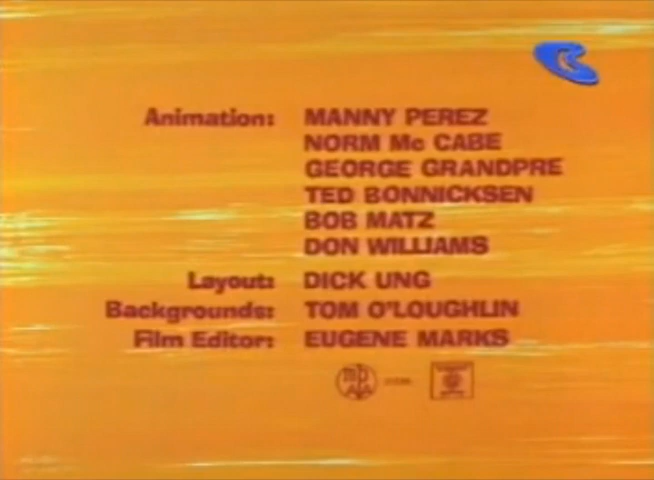 Animation: MANNY PEREZ
NORM Mc CABE
GEORGE GRANDPRE
TED BONNICKSEN
BOB MATZ
DON WILLIAMS
Layout: DICK UNG
Backgrounds: TOM O'LOUGHLIN
Film Editor: EUGENE MARKS